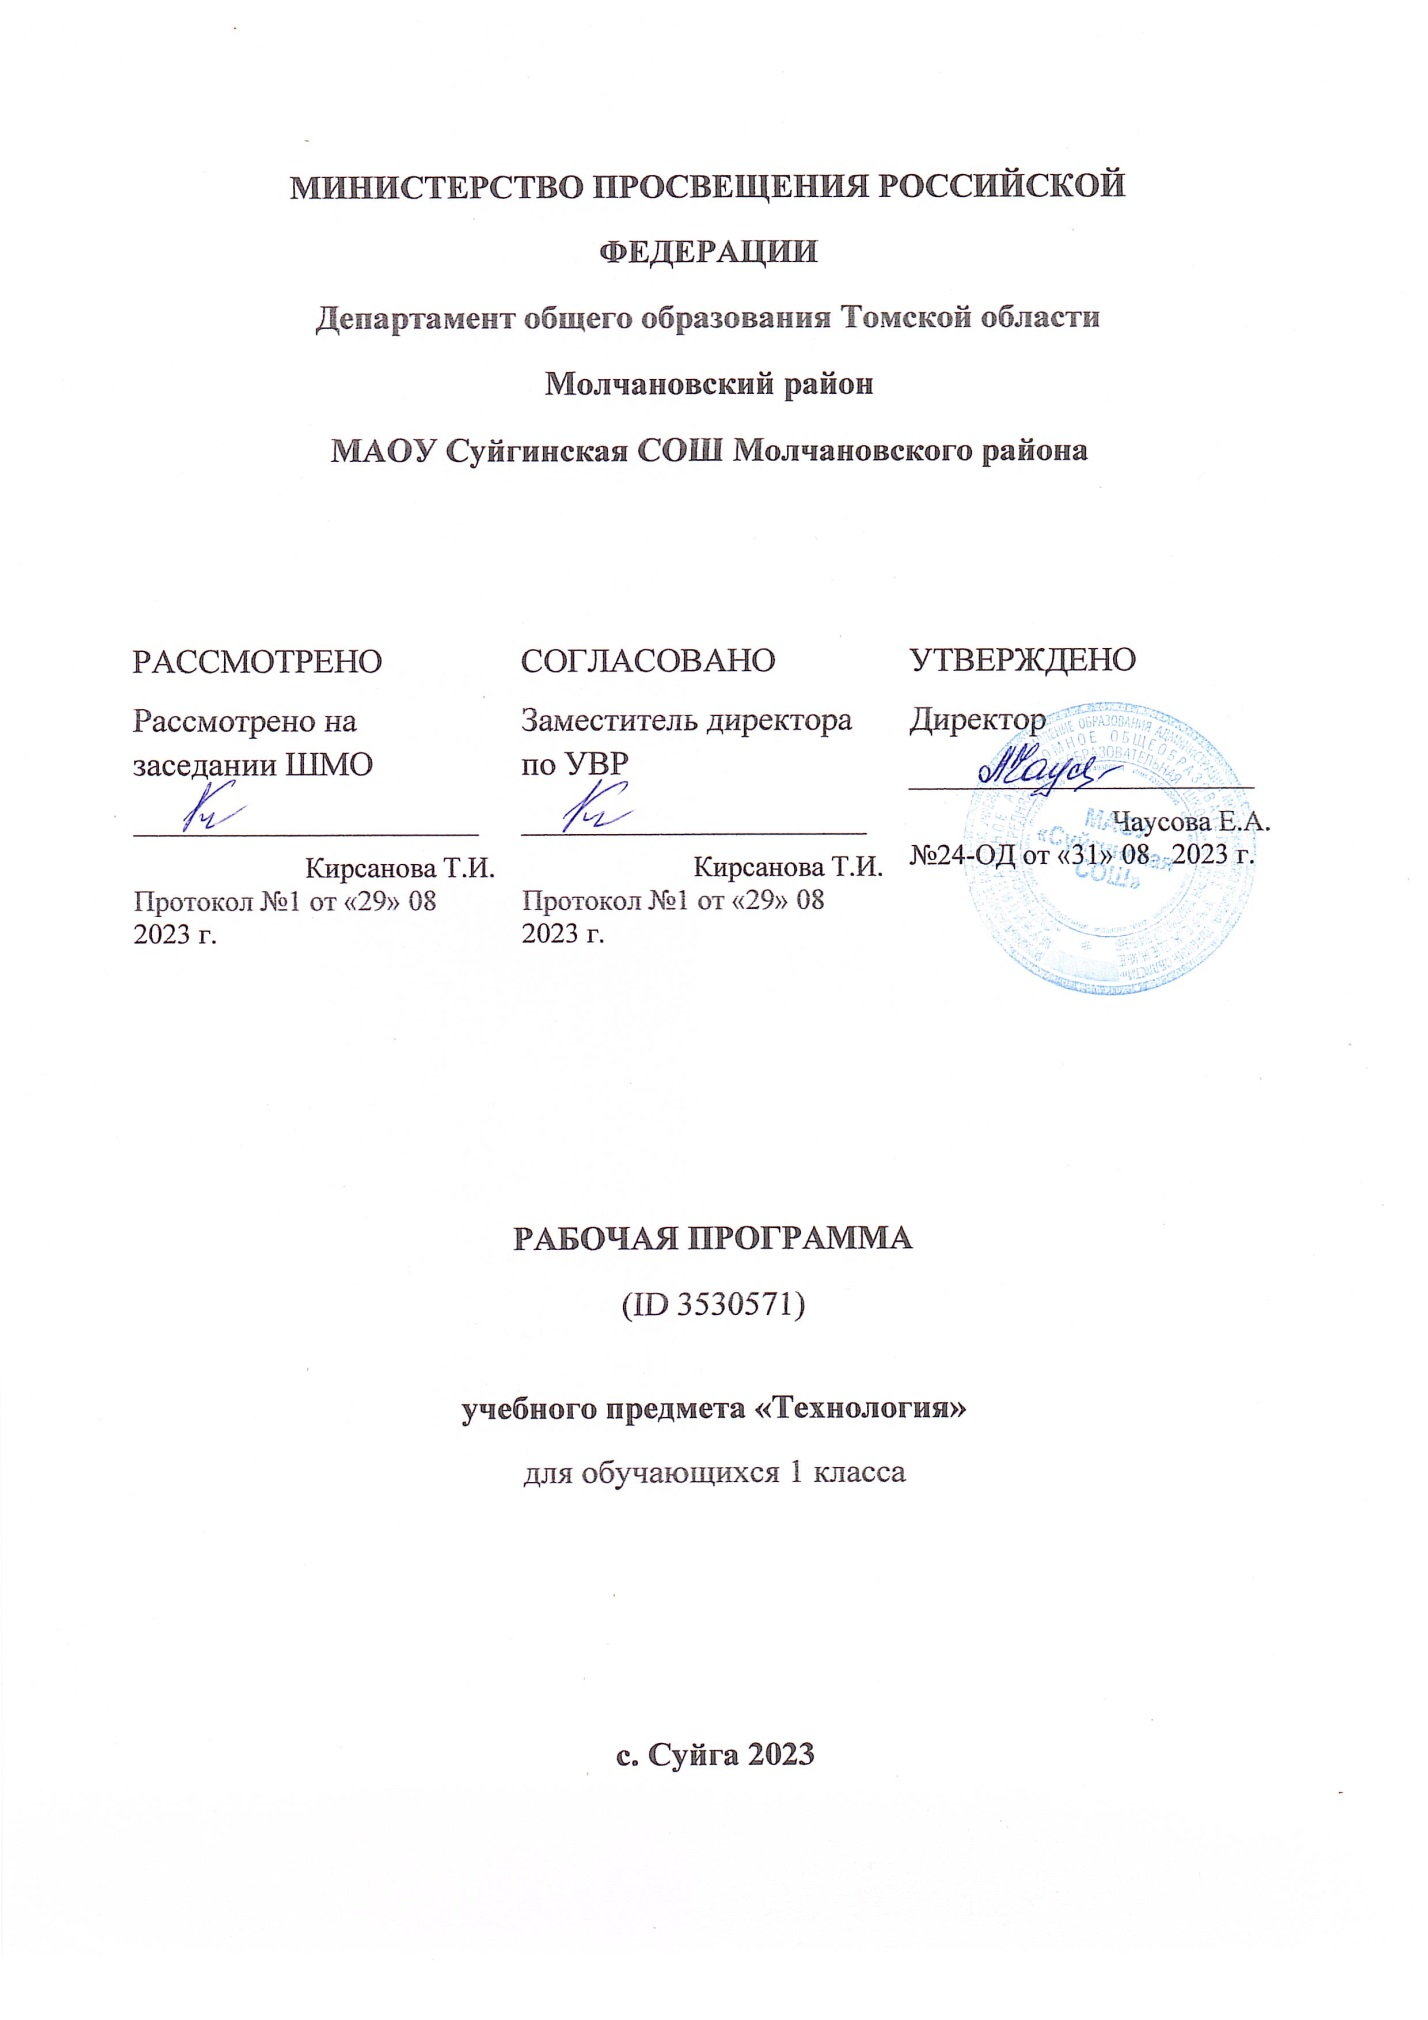 МИНИСТЕРСТВО ПРОСВЕЩЕНИЯ РОССИЙСКОЙ
ФЕДЕРАЦИИ
Департамент общего образования Томской области
Молчановский район
МАОУ Суйгинская СОШ Молчановского района
РАССМОТРЕНО
Рассмотрено на
заседании ШМО
Кирсанова Т.И.
Протокол №1 от «29» 08
2023 г.
СОГЛАСОВАНО
Заместитель директора
по УВР
Кирсанова Т.И.
Протокол №1 от «29» 08
2023 г.
УТВЕРЖДЕНО
Директор
Чаусова Е.А.
№24-ОД от «31» 08 2023 г.
МАОУ
«Суйгинская
СОШ»
РАБОЧАЯ ПРОГРАММА
(ID 3530571)
учебного предмета «Технология»
для обучающихся 1 класса
с. Суйга 2023